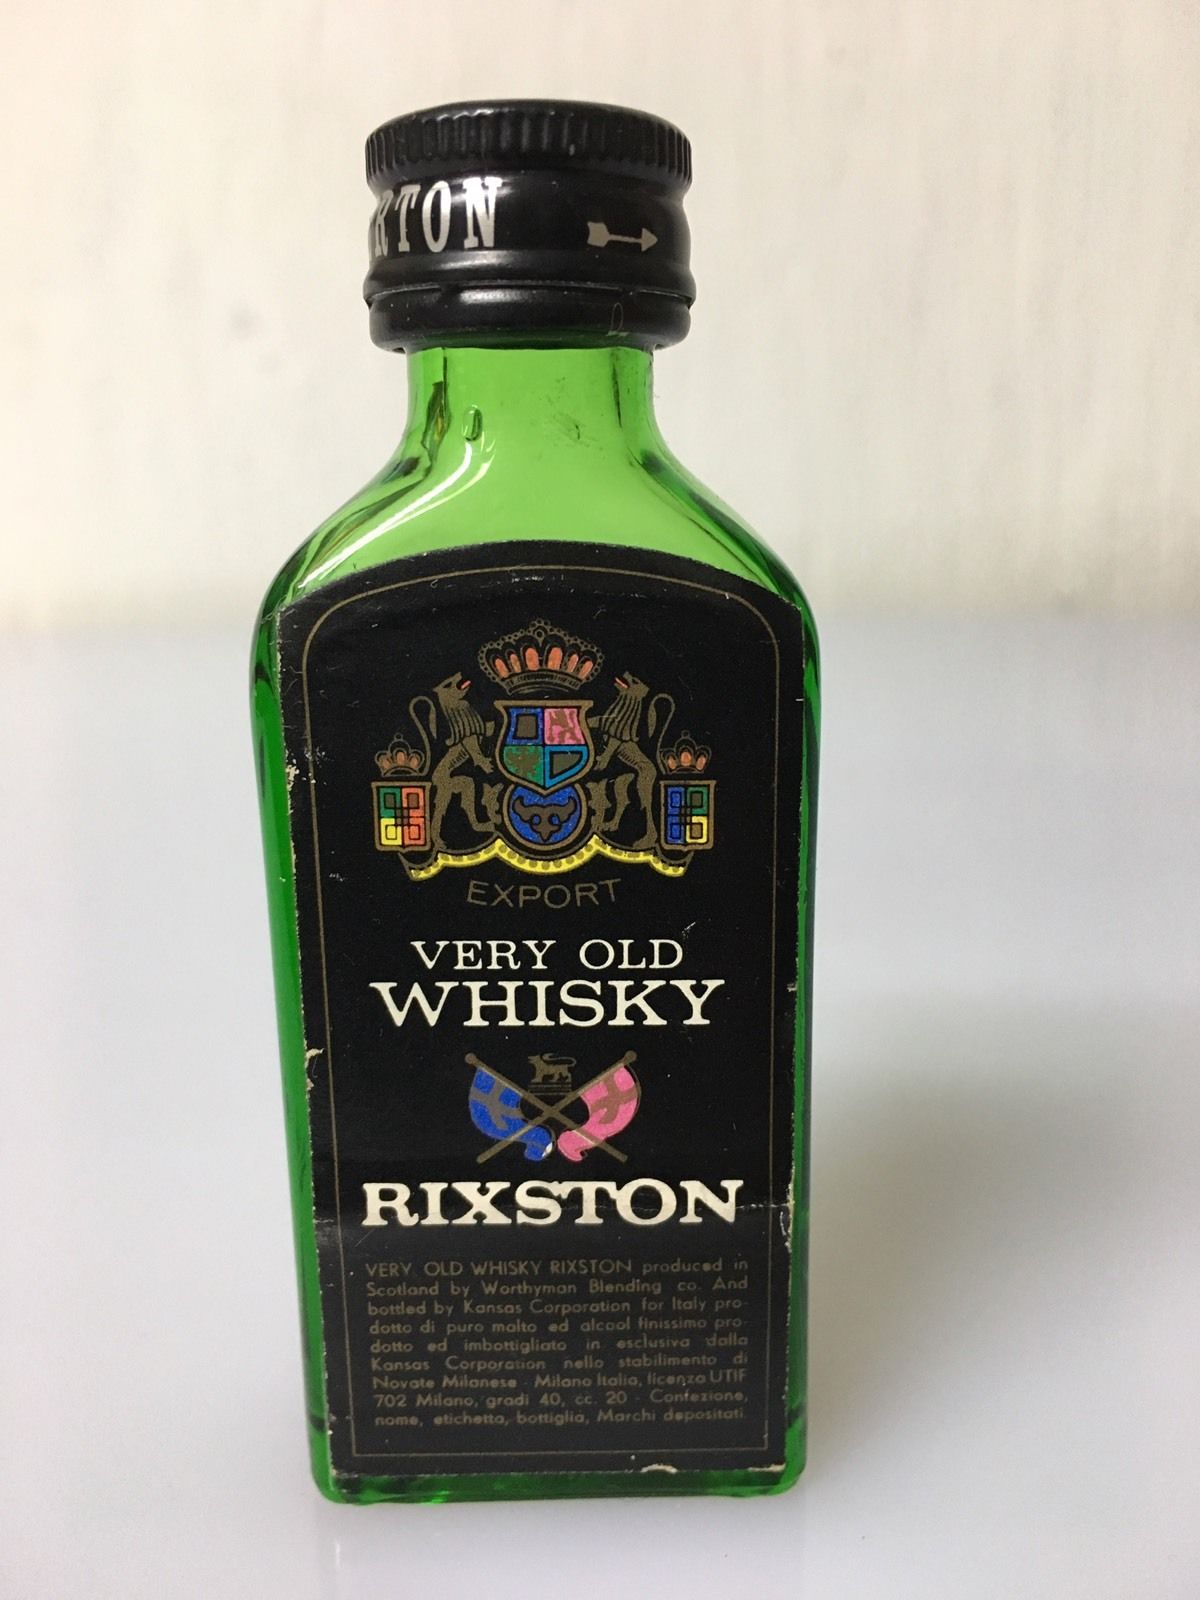 RTON
EXPORT
VERY OLD
WHISKY
RIXSTON
VERY OLD WHISKY RIXSTON produced in
Scotland by Worthyman Blending co. And
bottled by Kansas Corporation for Italy pro-
dotto di puro malto ed alcool finissimo pro-
dotto ed imbottigliato in esclusiva dalla
Kansas Corporation nello stabilimento di
Novate Milanese - Milano Italia, licenza UTIF
702 Milano, gradi 40, cc. 20 - Confezione,
nome, etichetta, bottiglia, Marchi depositati.